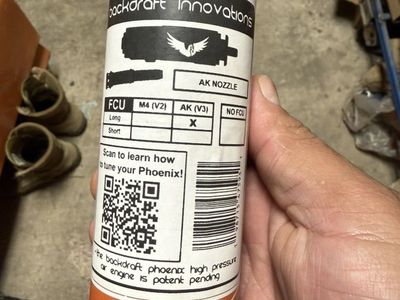 backdraft innovations
AK NOZZLE
FCU M4 (V2) AK (V3) NO FCU
Long X
Short
Scan to learn how
to tune your Phoenix!
the backdraft phoenix high pressure
air engine is patent pending